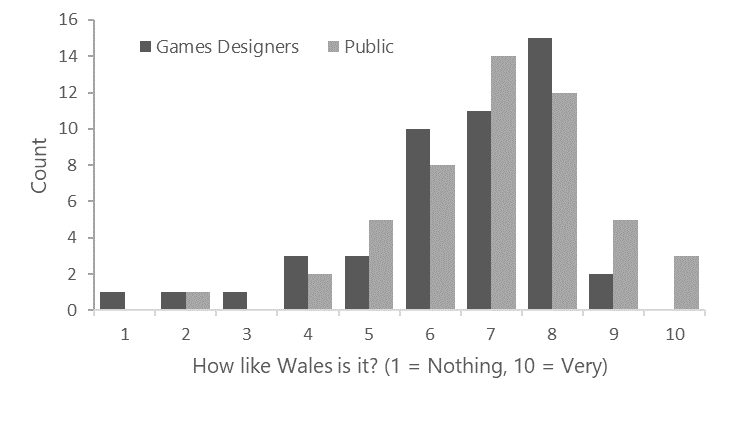 16
Games Designers Public
14
12
10
8
6
4
2
0
Count
1 2 3 4 5 6 7 8 9 10
How like Wales is it? (1 = Nothing, 10 = Very)